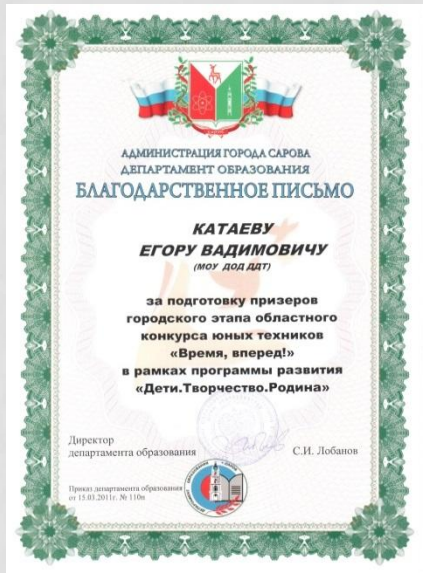 АДМИНИСТРАЦИЯ ГОРОДА САРОВА
ДЕПАРТАМЕНТ ОБРАЗОВАНИЯ
БЛАГОДАРСТВЕННОЕ ПИСЬМО
КАТАЕВУ
ЕГОРУ ВАДИМОВИЧУ
(МОУ ДОД ДДТ)
за подготовку призеров
городского этапа областного
конкурса юных техников
«Время, вперед!»
в рамках программы развития
«Дети.Творчество.Родина»
Директор
департамента образования С.И. Лобанов
Приказ департамента образования
от 15.03.2011г. № 110п